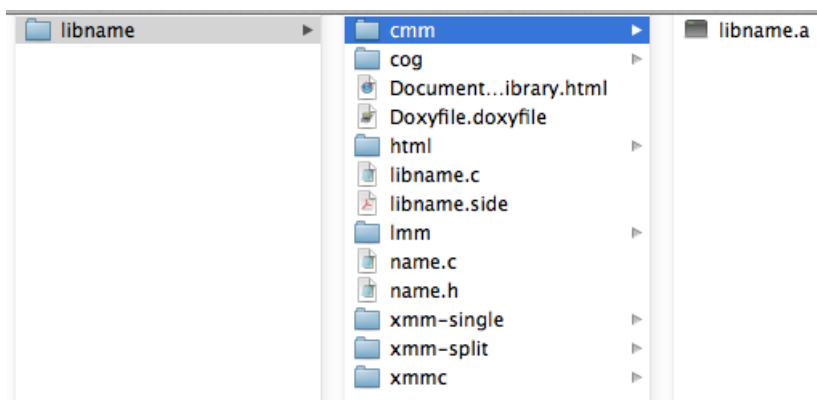 libname
cmm
cog
Document...ibrary.html
Doxyfile.doxyfile
html
libname.c
libname.side
lmm
name.c
name.h
xmm-single
xmm-split
xmmc
libname.a